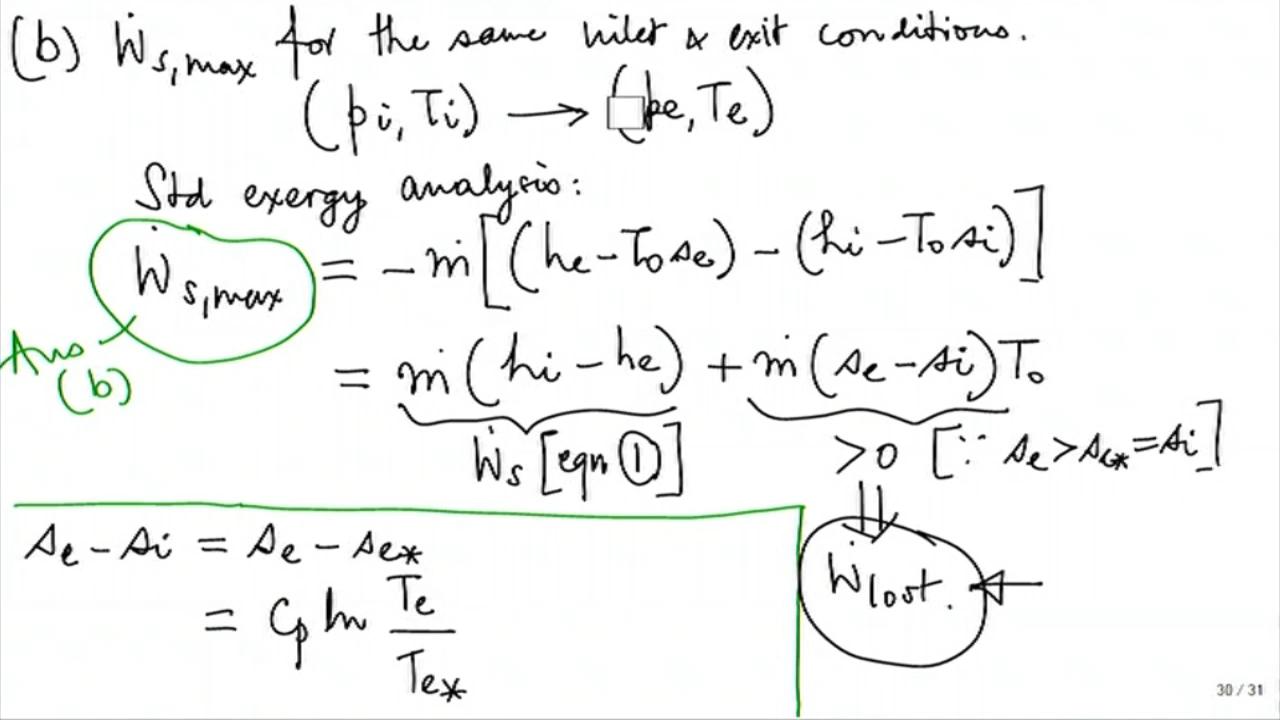 (b) Ẇs,max for the same inlet & exit conditions.
(pi, Ti) → (pe, Te)
Std exergy analysis:
Ẇs,max = -ṁ[(he - T₀se) - (hi - T₀si)]
Ans (b)
= ṁ(hi - he) + ṁ(se - si)T₀
Ẇs [eqn ①]
>0 [∵ se > se* = si]
Ẇlost.
se - si = se - se*
= Cp ln Te/Te*
30 / 31